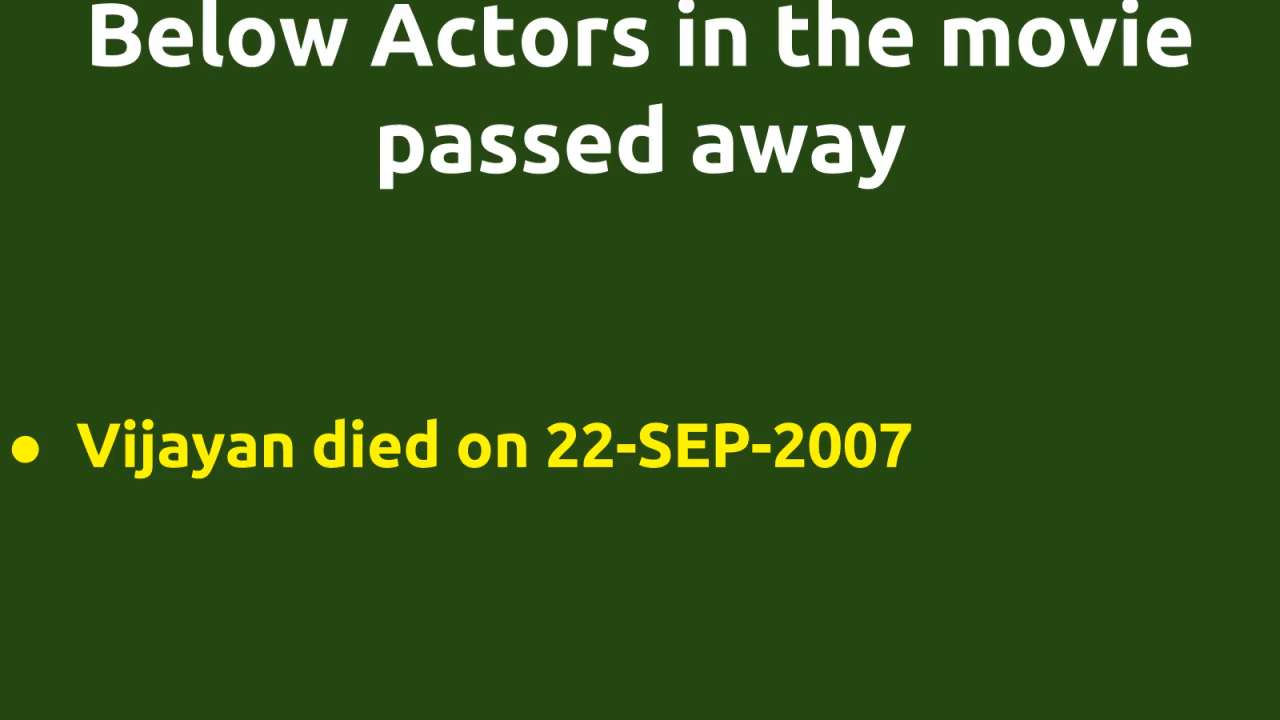 Below Actors in the movie
passed away
● Vijayan died on 22-SEP-2007